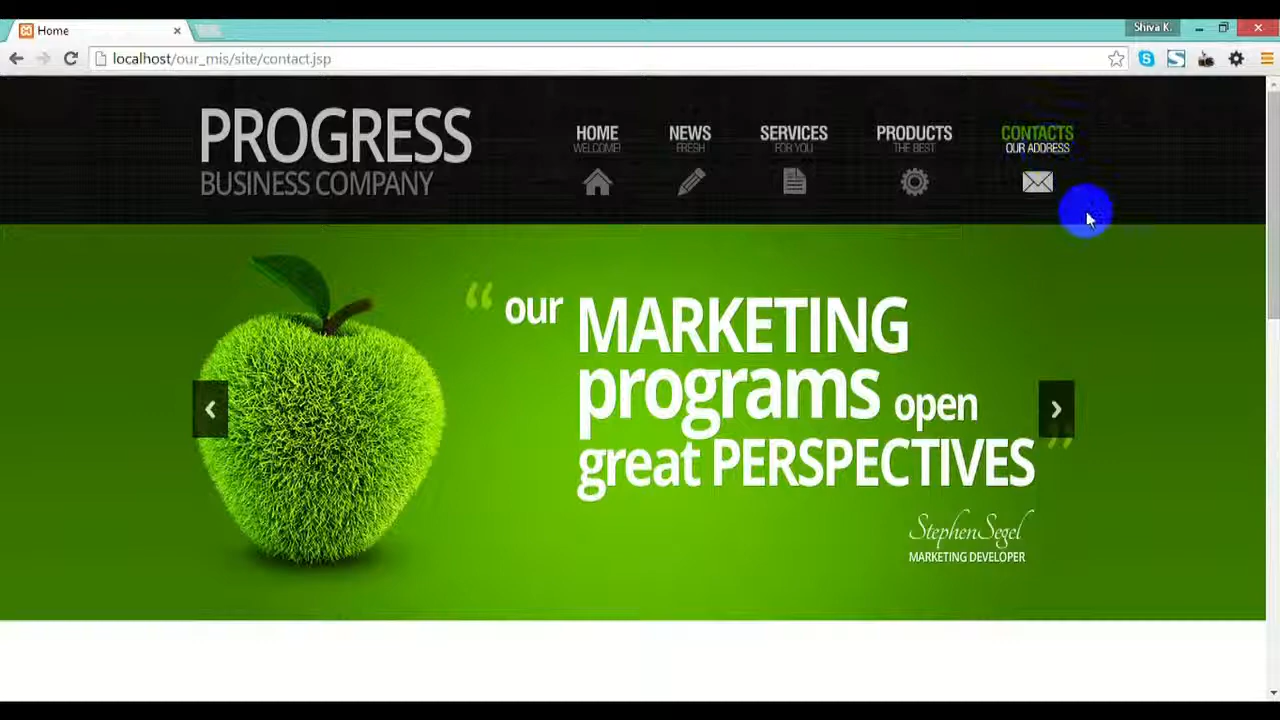 Home
Shiva K.
localhost/our_mis/site/contact.jsp
PROGRESS
BUSINESS COMPANY
HOME NEWS SERVICES PRODUCTS CONTACTS
WELCOME! FRESH FOR YOU THE BEST OUR ADDRESS
“ our MARKETING
programs open
great PERSPECTIVES ”
Stephen Segel
MARKETING DEVELOPER